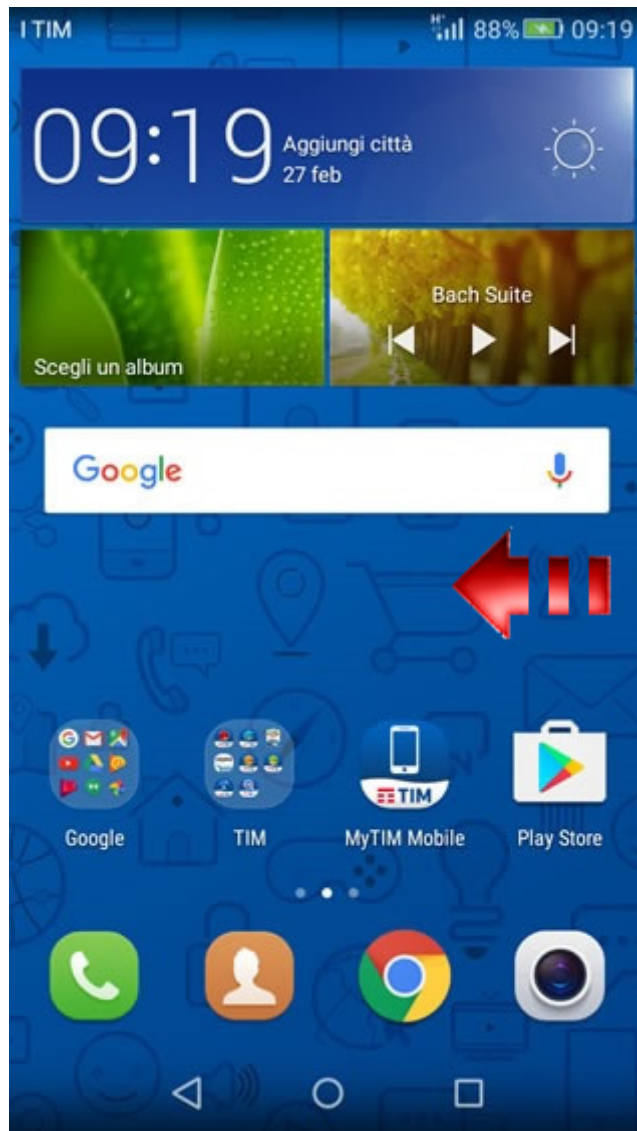 I TIM H+ 88% 09:19
09:19
Aggiungi città
27 feb
Scegli un album
Bach Suite
Google
Google TIM MyTIM Mobile Play Store
TIM